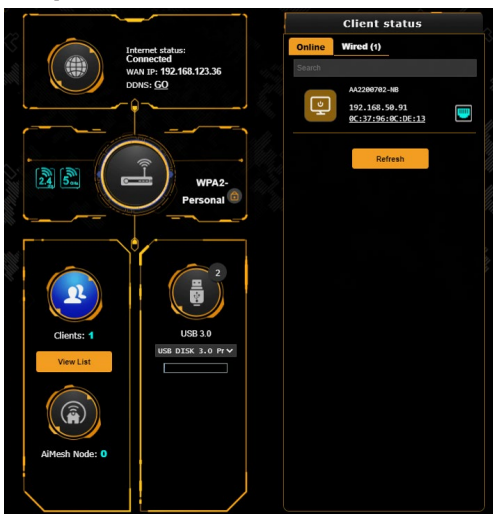 Internet status:
Connected
WAN IP: 192.168.123.36
DDNS: GO
2.4
5
WPA2-
Personal
Clients: 1
View List
AiMesh Node: 0
2
USB 3.0
USB DISK 3.0 Pr
Client status
Online
Wired (1)
Search
AA2200702-NB
192.168.50.91
0C:37:96:0C:DE:13
Refresh